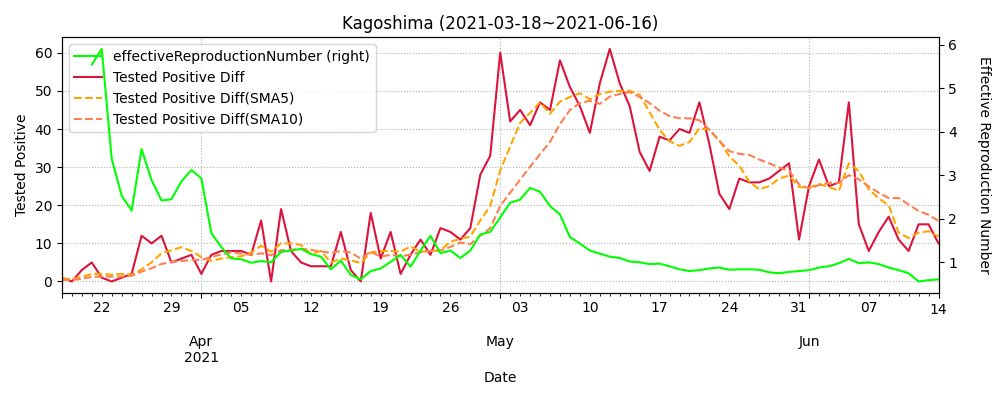 Kagoshima (2021-03-18~2021-06-16)
effectiveReproductionNumber (right)
Tested Positive Diff
Tested Positive Diff(SMA5)
Tested Positive Diff(SMA10)
Tested Positive
60
50
40
30
20
10
0
6
5
4
3
2
1
Effective Reproduction Number
22 29 05 12 19 26 03 10 17 24 31 07 14
Apr May Jun
2021
Date